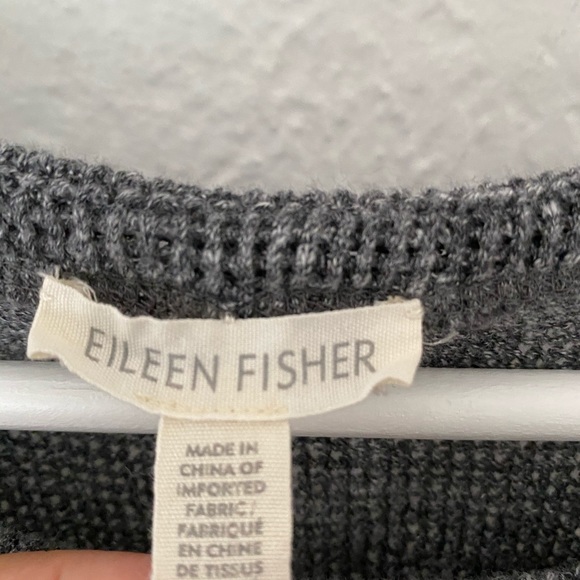 EILEEN FISHER
MADE IN
CHINA OF
IMPORTED
FABRIC/
FABRIQUÉ
EN CHINE
DE TISSUS